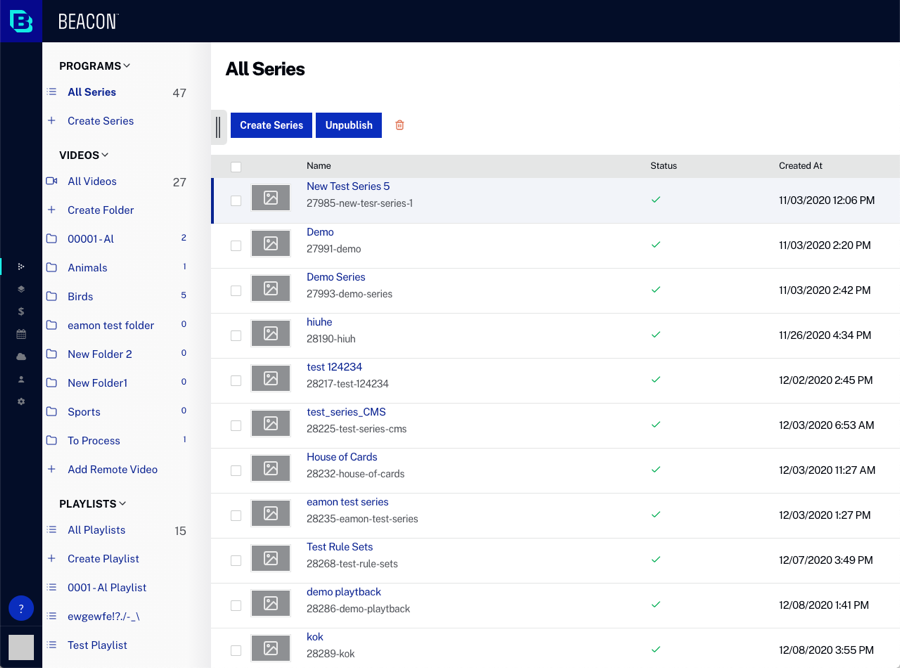 BEACON
PROGRAMS
All Series 47
Create Series
VIDEOS
All Videos 27
Create Folder
00001 - Al 2
Animals 1
Birds 5
eamon test folder 0
New Folder 2 0
New Folder1 0
Sports 0
To Process 1
Add Remote Video
PLAYLISTS
All Playlists 15
Create Playlist
0001 - Al Playlist
ewgewfe!?./-_\
Test Playlist
?
All Series
Create Series Unpublish
Name Status Created At
New Test Series 5
27985-new-tesr-series-1 11/03/2020 12:06 PM
Demo
27991-demo 11/03/2020 2:20 PM
Demo Series
27993-demo-series 11/03/2020 2:42 PM
hiuhe
28190-hiuh 11/26/2020 4:34 PM
test 124234
28217-test-124234 12/02/2020 2:45 PM
test_series_CMS
28225-test-series-cms 12/03/2020 6:53 AM
House of Cards
28232-house-of-cards 12/03/2020 11:27 AM
eamon test series
28235-eamon-test-series 12/03/2020 1:27 PM
Test Rule Sets
28268-test-rule-sets 12/07/2020 3:49 PM
demo playtback
28286-demo-playtback 12/08/2020 1:41 PM
kok
28289-kok 12/08/2020 3:55 PM